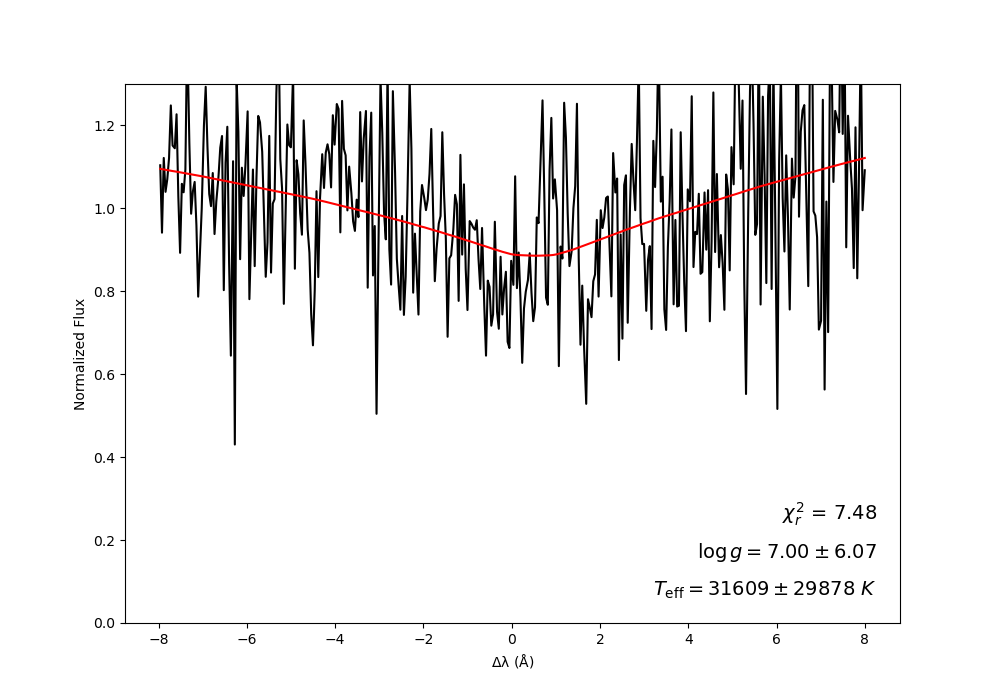 1.2
1.0
0.8
0.6
0.4
0.2
0.0
Normalized Flux
χ²ᵣ = 7.48
log g = 7.00 ± 6.07
T_eff = 31609 ± 29878 K
−8 −6 −4 −2 0 2 4 6 8
Δλ (Å)